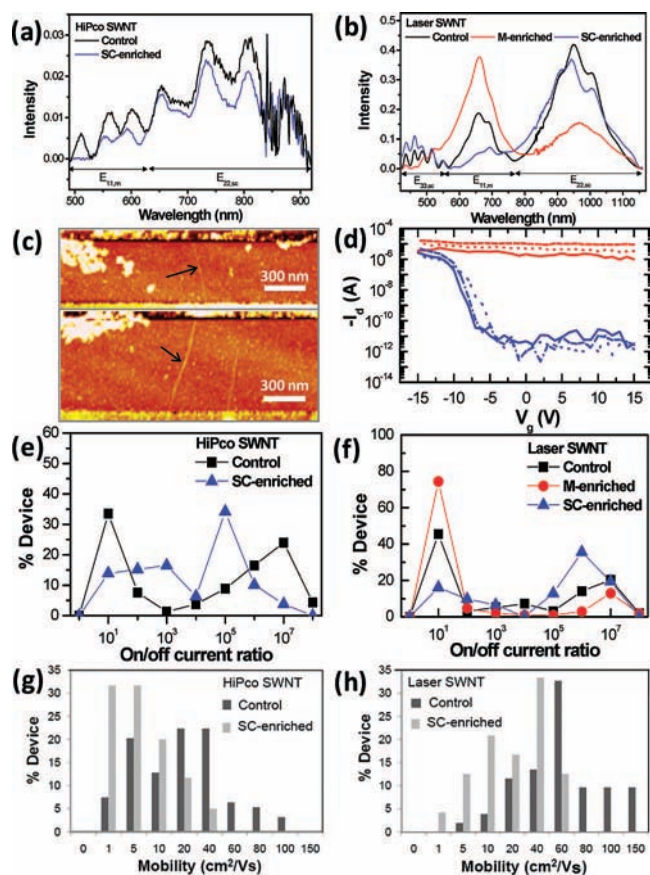 (a)
HiPco SWNT
Control
SC-enriched
0.03
0.02
0.01
0.00
Intensity
E11,m
E22,sc
500 600 700 800 900
Wavelength (nm)
(b)
Laser SWNT
Control M-enriched SC-enriched
0.5
0.4
0.3
0.2
0.1
0.0
Intensity
E33,sc
E11,m
E22,sc
500 600 700 800 900 1000 1100
Wavelength (nm)
(c)
300 nm
300 nm
(d)
10-4
10-6
10-8
10-10
10-12
10-14
-Id (A)
-15 -10 -5 0 5 10 15
Vg (V)
(e)
HiPco SWNT
Control
SC-enriched
60
50
40
30
20
10
0
% Device
101 103 105 107
On/off current ratio
(f)
Laser SWNT
Control
M-enriched
SC-enriched
100
80
60
40
20
0
% Device
101 103 105 107
On/off current ratio
(g)
HiPco SWNT
Control
SC-enriched
35
30
25
20
15
10
5
0
% Device
0 1 5 10 20 40 60 80 100 150
Mobility (cm2/Vs)
(h)
Laser SWNT
Control
SC-enriched
35
30
25
20
15
10
5
0
% Device
0 1 5 10 20 40 60 80 100 150
Mobility (cm2/Vs)